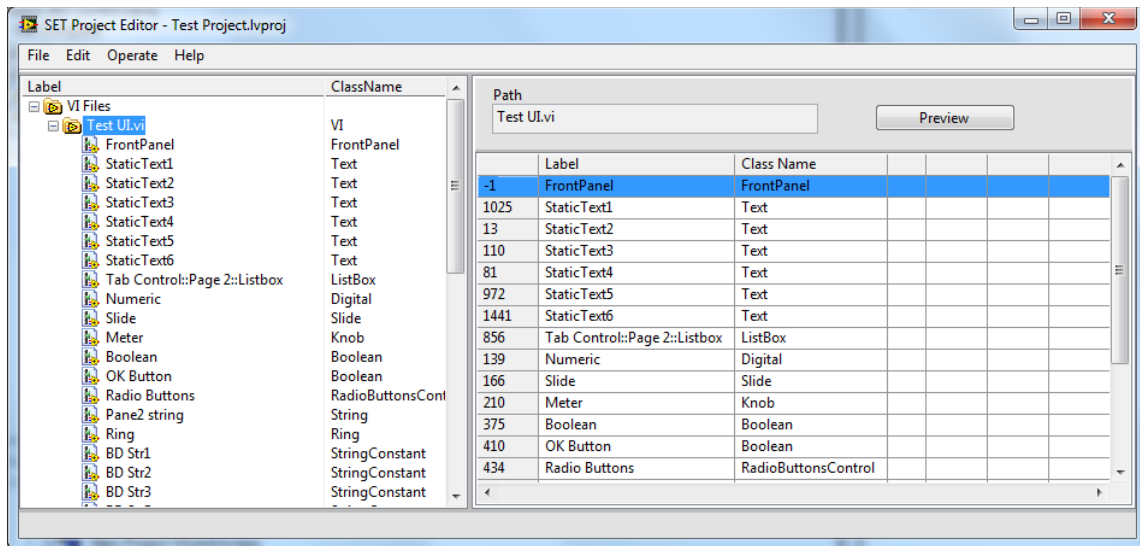 SET Project Editor - Test Project.lvproj
File Edit Operate Help
Label ClassName
VI Files
Test UI.vi VI
FrontPanel FrontPanel
StaticText1 Text
StaticText2 Text
StaticText3 Text
StaticText4 Text
StaticText5 Text
StaticText6 Text
Tab Control::Page 2::Listbox ListBox
Numeric Digital
Slide Slide
Meter Knob
Boolean Boolean
OK Button Boolean
Radio Buttons RadioButtonsCont
Pane2 string String
Ring Ring
BD Str1 StringConstant
BD Str2 StringConstant
BD Str3 StringConstant
Path
Test UI.vi
Preview
Label Class Name
-1 FrontPanel FrontPanel
1025 StaticText1 Text
13 StaticText2 Text
110 StaticText3 Text
81 StaticText4 Text
972 StaticText5 Text
1441 StaticText6 Text
856 Tab Control::Page 2::Listbox ListBox
139 Numeric Digital
166 Slide Slide
210 Meter Knob
375 Boolean Boolean
410 OK Button Boolean
434 Radio Buttons RadioButtonsControl